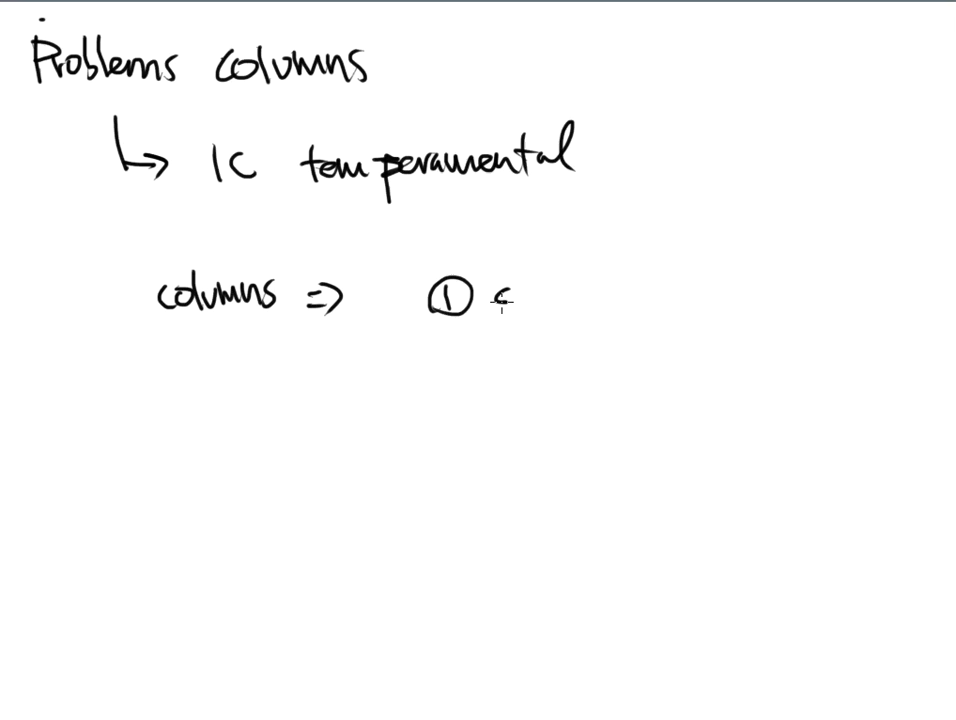 Problems columns
↳ IC temperamental
columns ⇒ ① c